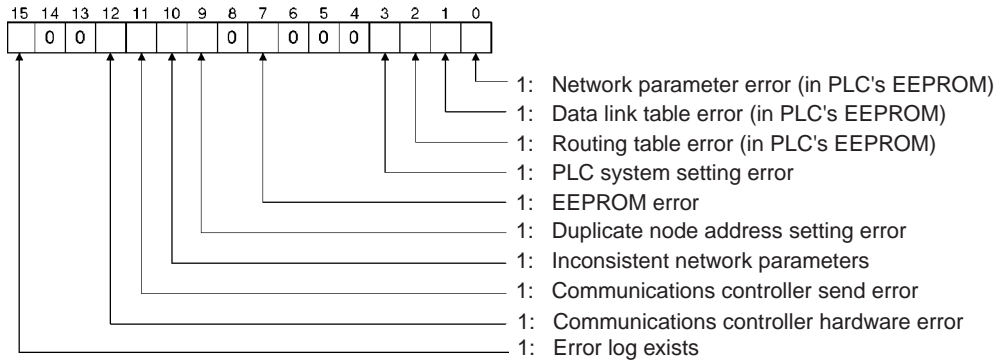 15 14 13 12 11 10 9 8 7 6 5 4 3 2 1 0
0 0 0 0 0 0
1: Network parameter error (in PLC's EEPROM)
1: Data link table error (in PLC's EEPROM)
1: Routing table error (in PLC's EEPROM)
1: PLC system setting error
1: EEPROM error
1: Duplicate node address setting error
1: Inconsistent network parameters
1: Communications controller send error
1: Communications controller hardware error
1: Error log exists